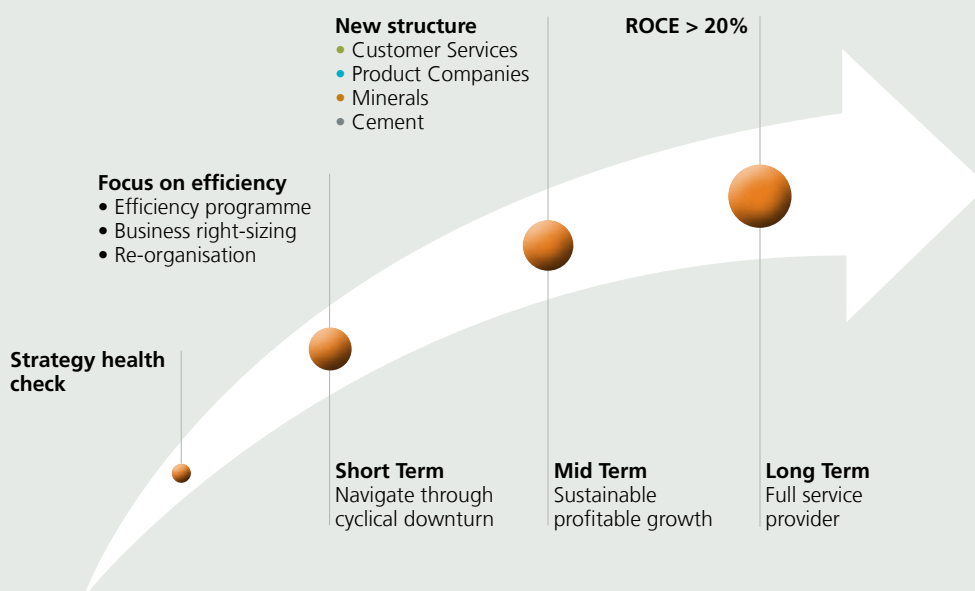 New structure
• Customer Services
• Product Companies
• Minerals
• Cement
ROCE > 20%
Focus on efficiency
• Efficiency programme
• Business right-sizing
• Re-organisation
Strategy health
check
Short Term
Navigate through
cyclical downturn
Mid Term
Sustainable
profitable growth
Long Term
Full service
provider